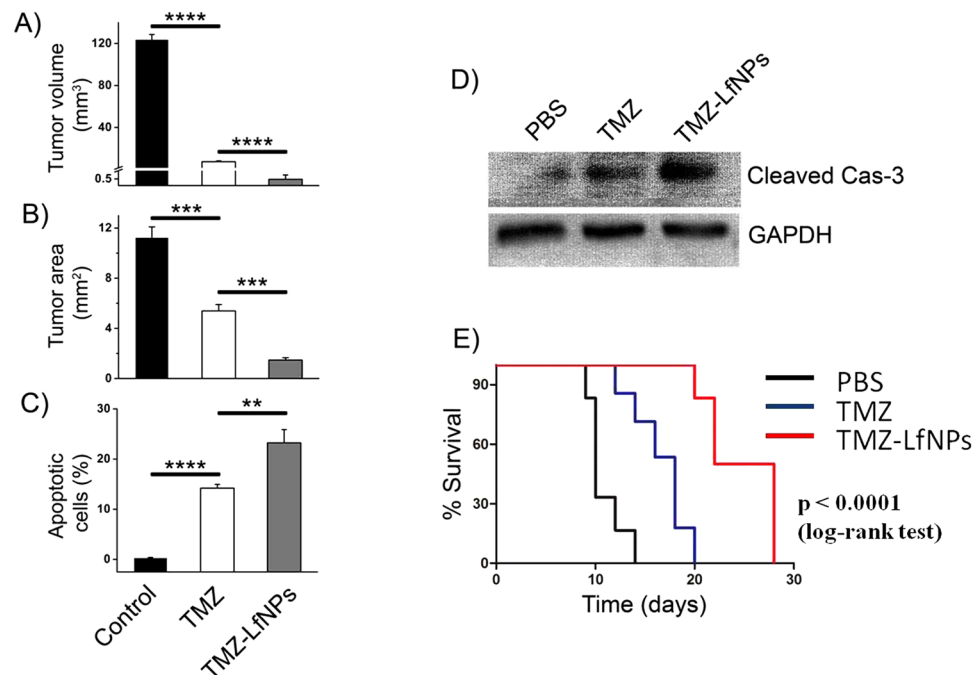 A)
Tumor volume
(mm³)
120
80
40
0.5
****
****
B)
Tumor area
(mm²)
12
8
4
0
***
***
C)
Apoptotic
cells (%)
30
20
10
0
****
**
Control
TMZ
TMZ-LfNPs
D)
PBS
TMZ
TMZ-LfNPs
Cleaved Cas-3
GAPDH
E)
% Survival
90
60
30
0
0
10
20
30
Time (days)
PBS
TMZ
TMZ-LfNPs
p < 0.0001
(log-rank test)